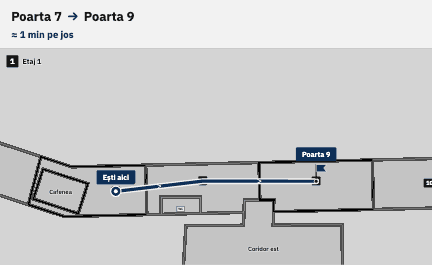 Poarta 7 → Poarta 9
≈ 1 min pe jos
1 Etaj 1
Poarta 9
Ești aici
Cafenea
Coridor est